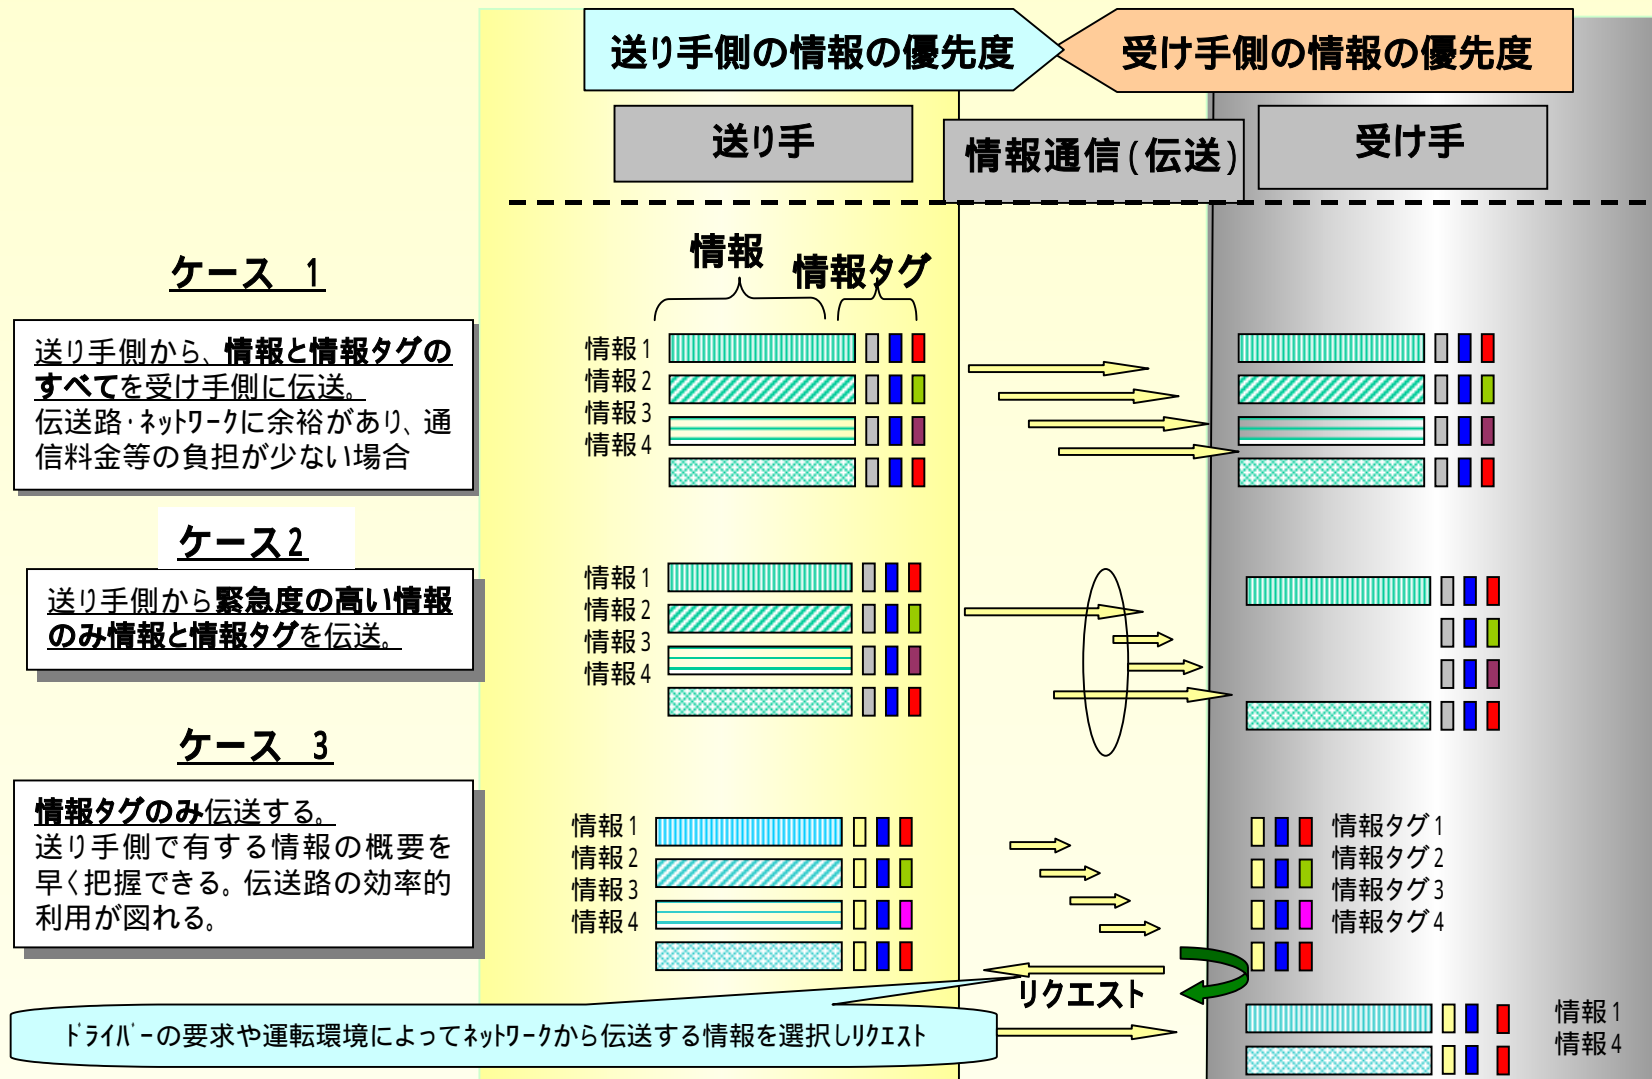 送り手側の情報の優先度
受け手側の情報の優先度
送り手
情報通信(伝送)
受け手
情報
情報タグ
ケース 1
送り手側から、情報と情報タグの
すべてを受け手側に伝送。
伝送路・ネットワークに余裕があり、通
信料金等の負担が少ない場合
情報1
情報2
情報3
情報4
ケース2
送り手側から緊急度の高い情報
のみ情報と情報タグを伝送。
情報1
情報2
情報3
情報4
ケース 3
情報タグのみ伝送する。
送り手側で有する情報の概要を
早く把握できる。伝送路の効率的
利用が図れる。
情報1
情報2
情報3
情報4
情報タグ1
情報タグ2
情報タグ3
情報タグ4
リクエスト
ドライバーの要求や運転環境によってネットワークから伝送する情報を選択しリクエスト
情報1
情報4